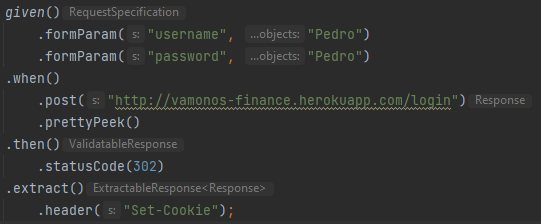 given() RequestSpecification
.formParam( s: "username", ...objects: "Pedro")
.formParam( s: "password", ...objects: "Pedro")
.when()
.post( s: "http://vamonos-finance.herokuapp.com/login") Response
.prettyPeek()
.then() ValidatableResponse
.statusCode(302)
.extract() ExtractableResponse<Response>
.header( s: "Set-Cookie");